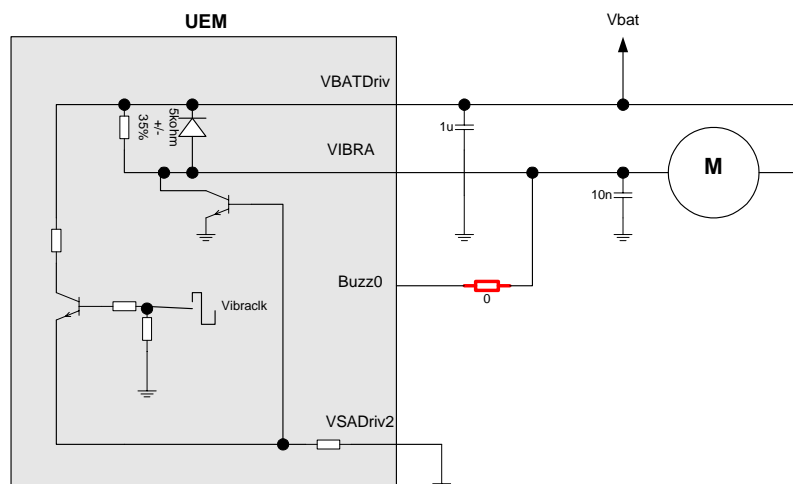 UEM
Vbat
VBATDriv
5kohm
+/-
35%
1u
VIBRA
M
10n
Buzz0
0
Vibraclk
VSADriv2